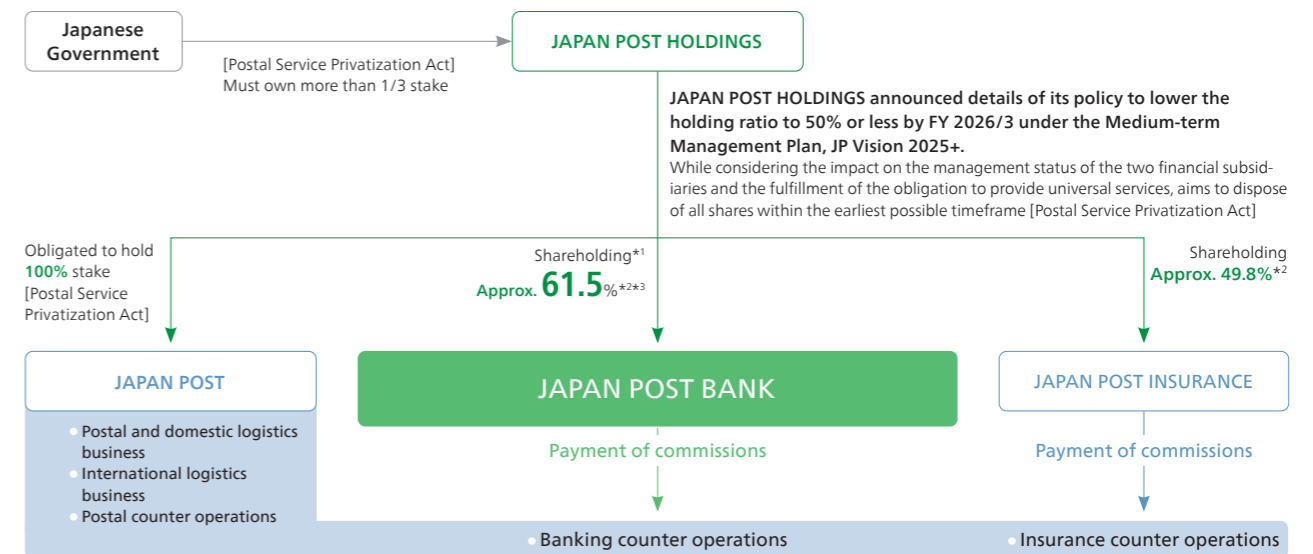 Japanese
Government
JAPAN POST HOLDINGS
[Postal Service Privatization Act]
Must own more than 1/3 stake
JAPAN POST HOLDINGS announced details of its policy to lower the
holding ratio to 50% or less by FY 2026/3 under the Medium-term
Management Plan, JP Vision 2025+.
While considering the impact on the management status of the two financial subsid-
iaries and the fulfillment of the obligation to provide universal services, aims to dispose
of all shares within the earliest possible timeframe [Postal Service Privatization Act]
Obligated to hold
100% stake
[Postal Service
Privatization Act]
Shareholding*1
Approx. 61.5%*2*3
Shareholding
Approx. 49.8%*2
JAPAN POST
JAPAN POST BANK
JAPAN POST INSURANCE
• Postal and domestic logistics
business
• International logistics
business
• Postal counter operations
Payment of commissions
Payment of commissions
• Banking counter operations
• Insurance counter operations